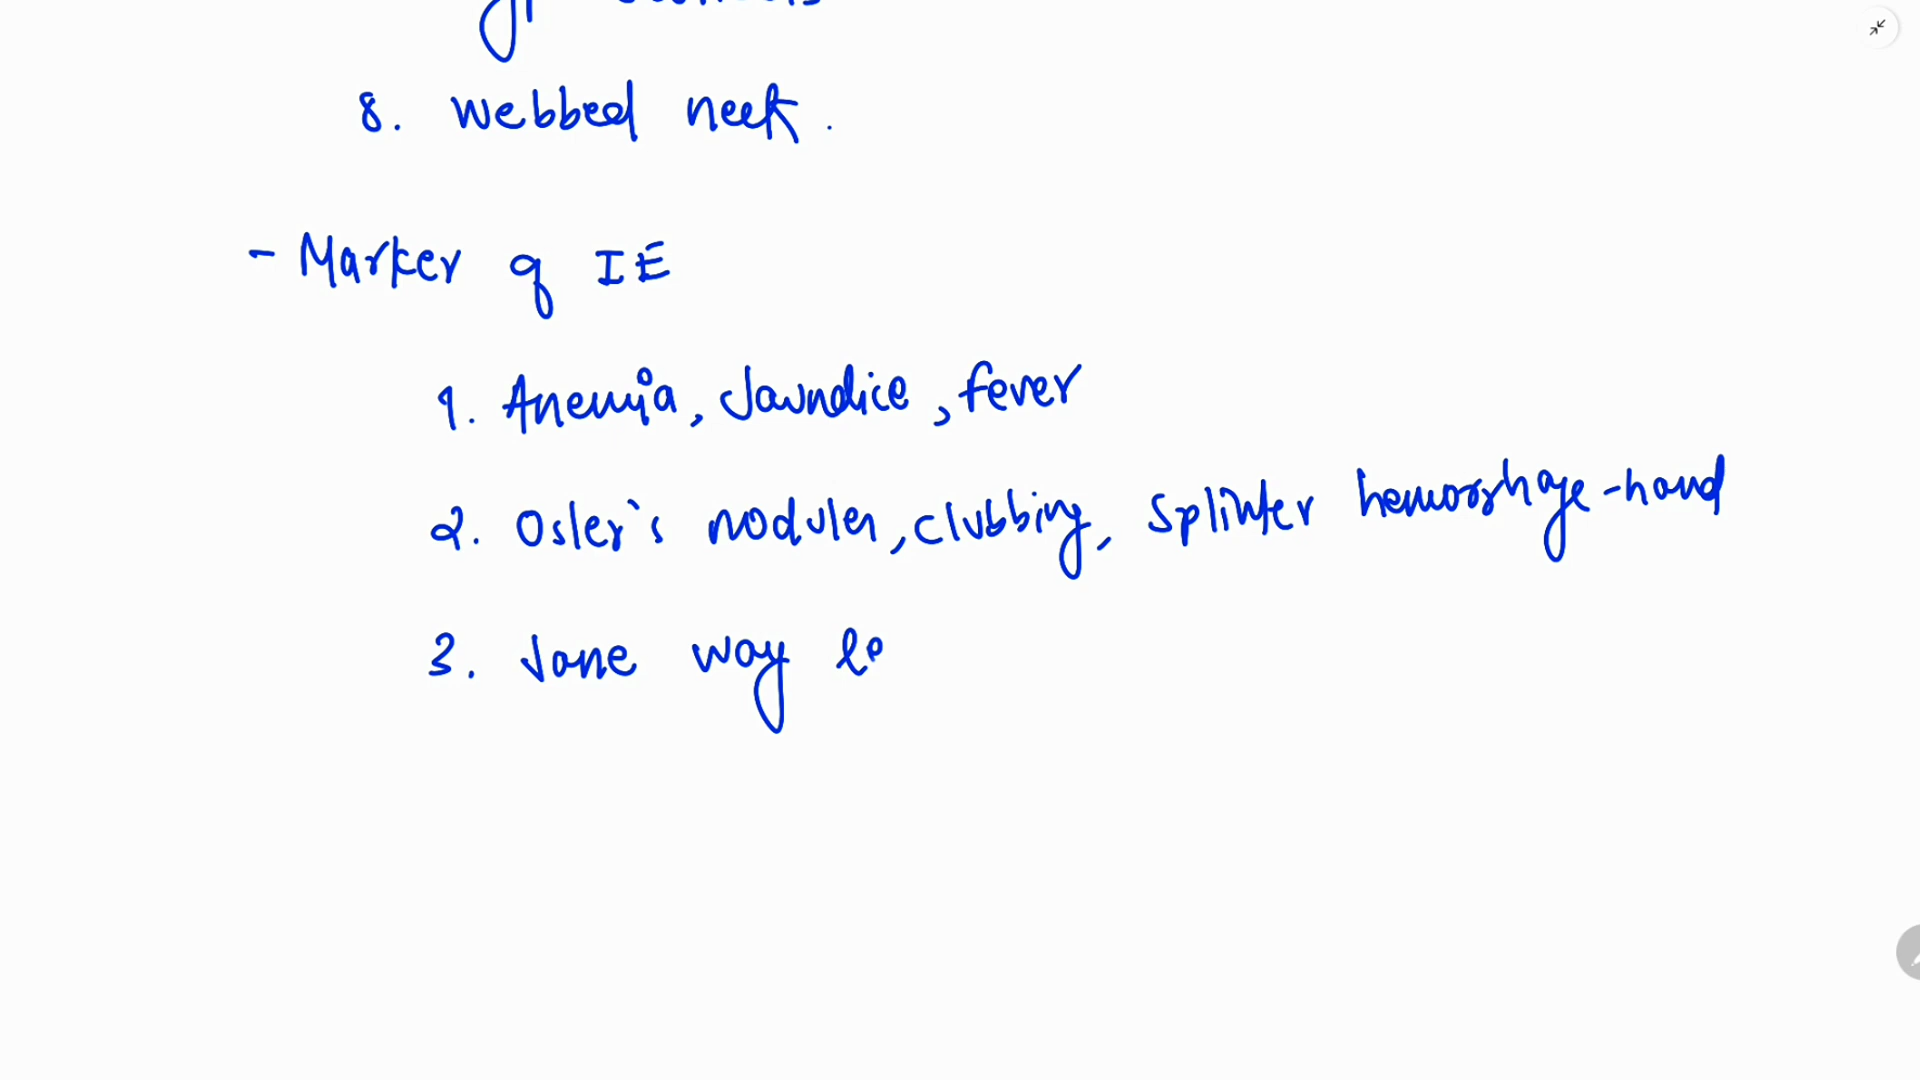 8. Webbed neck.
- Marker of IE
1. Anemia, Jaundice, fever
2. Osler's nodules, clubbing, Splinter hemorrhage-hand
3. Jane way le